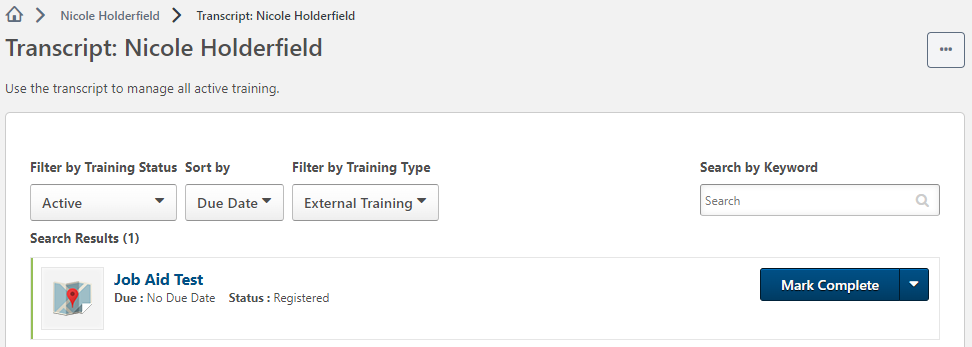 Nicole Holderfield Transcript: Nicole Holderfield
Transcript: Nicole Holderfield
...
Use the transcript to manage all active training.
Filter by Training Status Sort by Filter by Training Type Search by Keyword
Active Due Date External Training Search
Search Results (1)
Job Aid Test
Due : No Due Date Status : Registered
Mark Complete